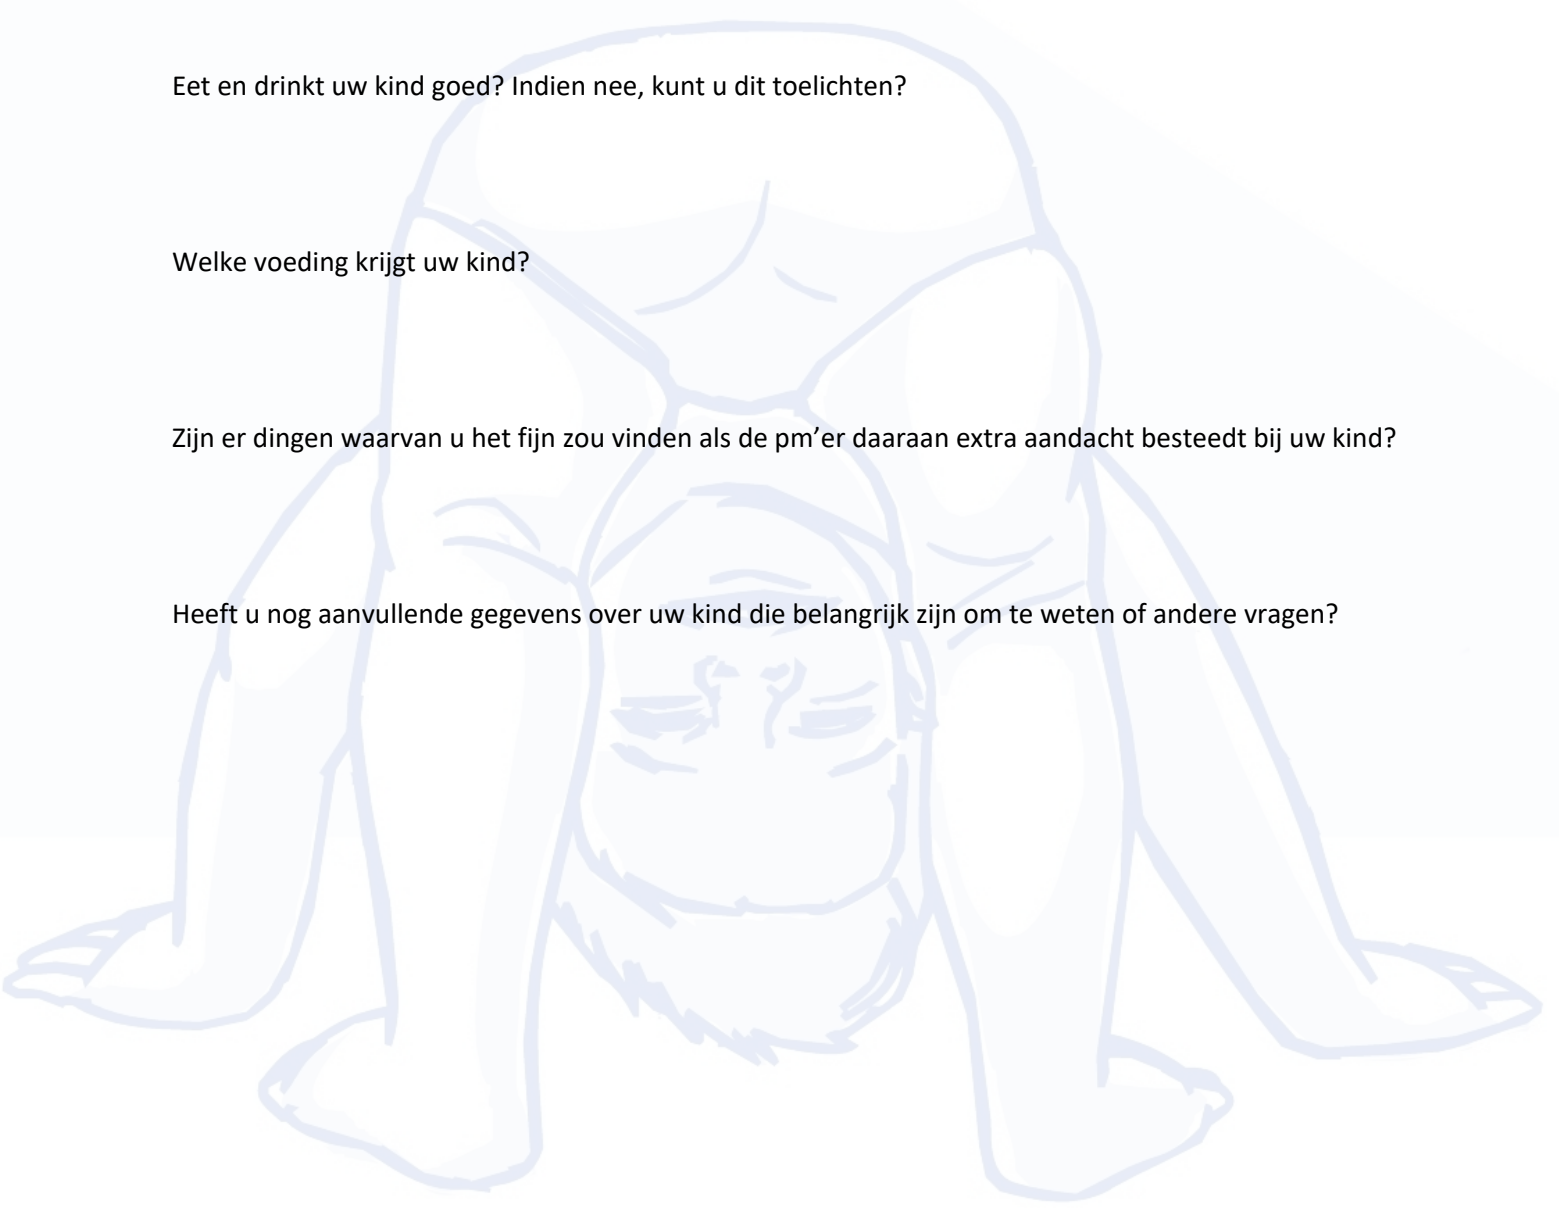 Eet en drinkt uw kind goed? Indien nee, kunt u dit toelichten?
Welke voeding krijgt uw kind?
Zijn er dingen waarvan u het fijn zou vinden als de pm’er daaraan extra aandacht besteedt bij uw kind?
Heeft u nog aanvullende gegevens over uw kind die belangrijk zijn om te weten of andere vragen?